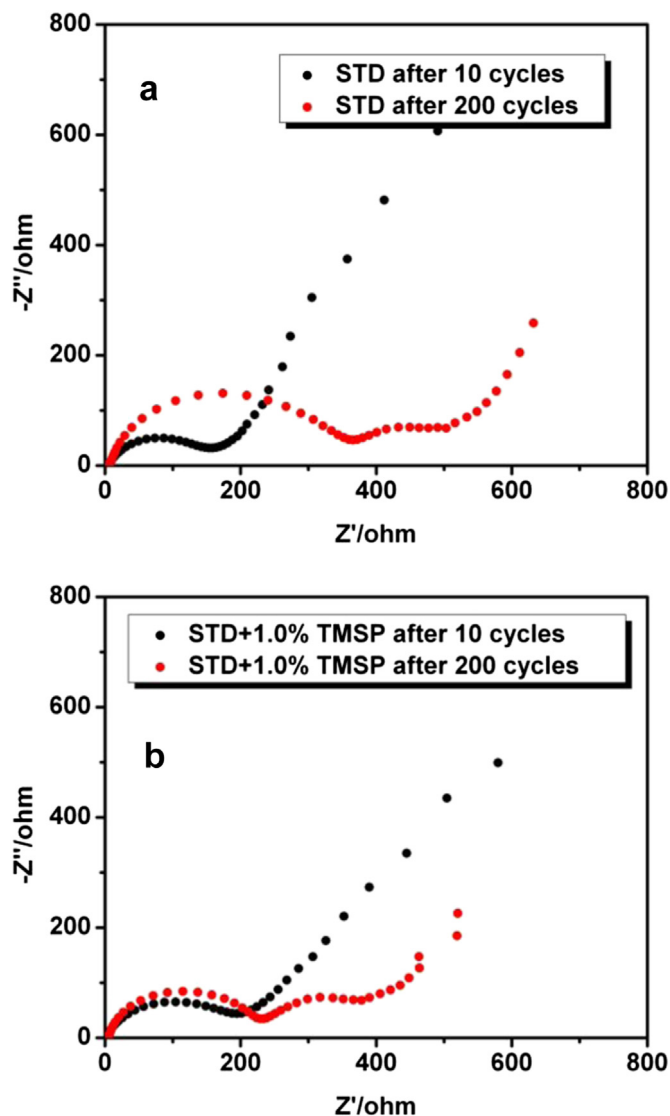 800
600
400
200
0
-Z''/ohm
a
STD after 10 cycles
STD after 200 cycles
0 200 400 600 800
Z'/ohm
800
600
400
200
0
-Z''/ohm
STD+1.0% TMSP after 10 cycles
STD+1.0% TMSP after 200 cycles
b
0 200 400 600 800
Z'/ohm